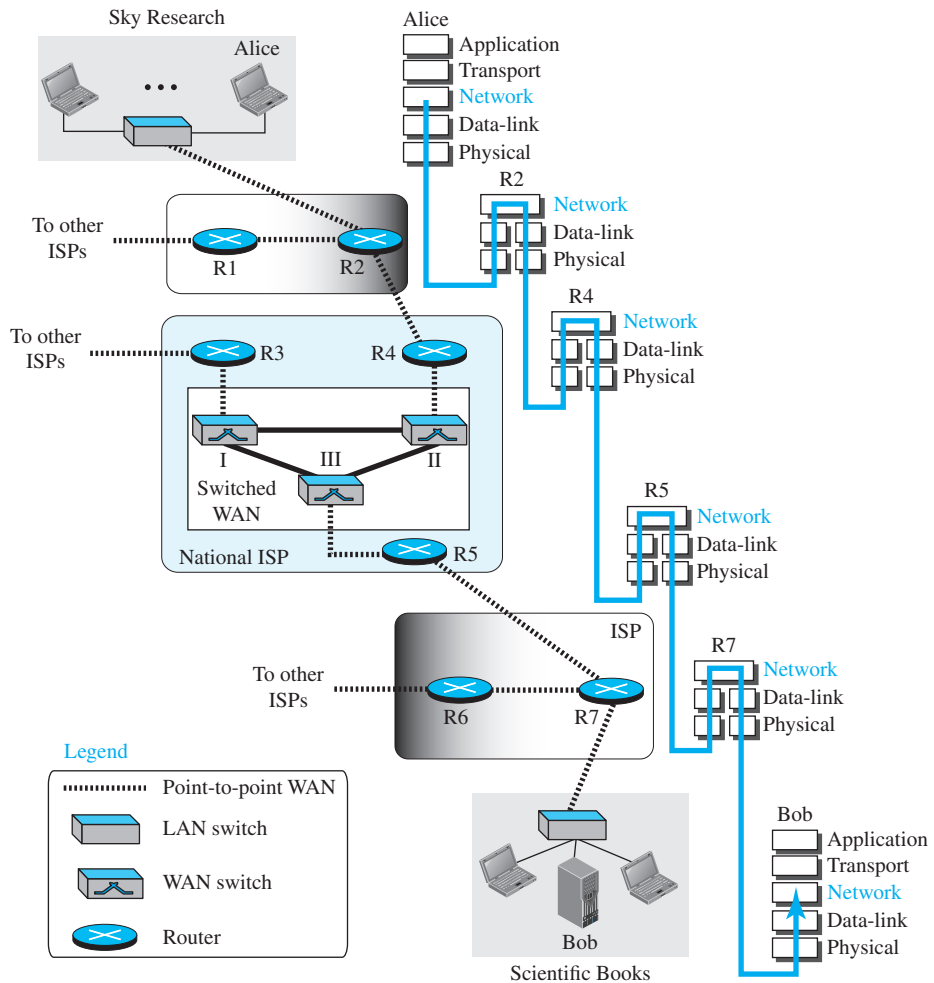 Sky Research
Alice
To other
ISPs
R1
R2
To other
ISPs
R3
R4
I
III
II
Switched
WAN
National ISP
R5
ISP
To other
ISPs
R6
R7
Bob
Scientific Books
Legend
Point-to-point WAN
LAN switch
WAN switch
Router
Alice
Application
Transport
Network
Data-link
Physical
R2
Network
Data-link
Physical
R4
Network
Data-link
Physical
R5
Network
Data-link
Physical
R7
Network
Data-link
Physical
Bob
Application
Transport
Network
Data-link
Physical